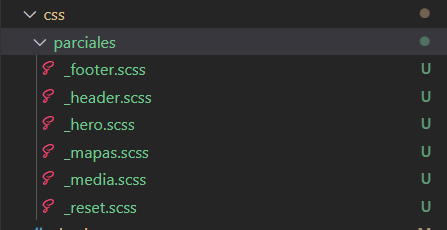 css
parciales
_footer.scss U
_header.scss U
_hero.scss U
_mapas.scss U
_media.scss U
_reset.scss U